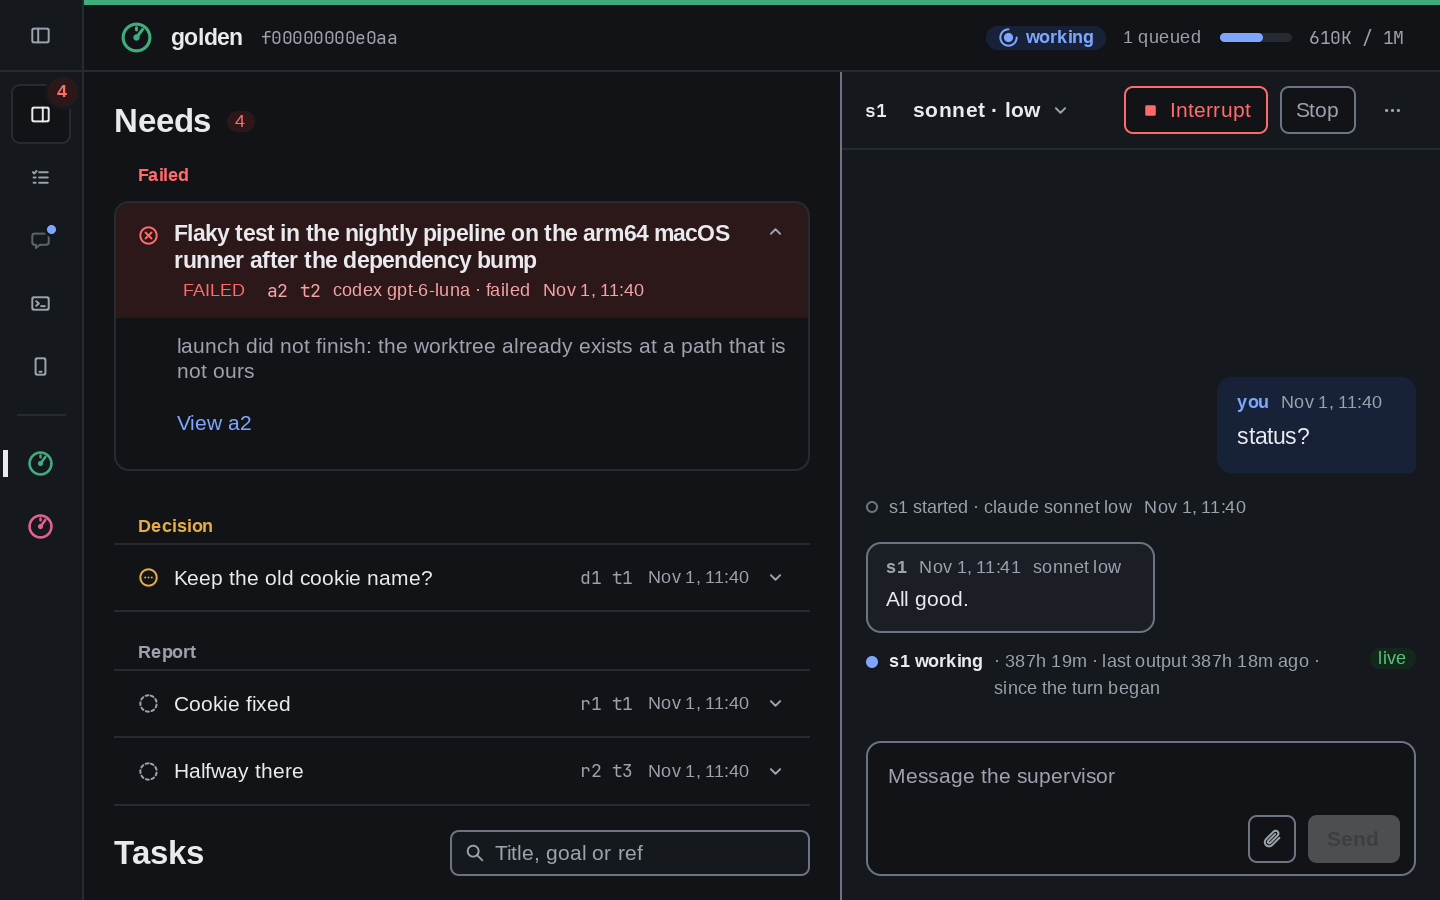 golden f00000000e0aa
working 1 queued 610K / 1M
4
Needs 4
Failed
Flaky test in the nightly pipeline on the arm64 macOS
runner after the dependency bump
FAILED a2 t2 codex gpt-6-luna · failed Nov 1, 11:40
launch did not finish: the worktree already exists at a path that is
not ours
View a2
Decision
Keep the old cookie name? d1 t1 Nov 1, 11:40
Report
Cookie fixed r1 t1 Nov 1, 11:40
Halfway there r2 t3 Nov 1, 11:40
Tasks
Title, goal or ref
s1 sonnet · low Interrupt Stop
you Nov 1, 11:40
status?
s1 started · claude sonnet low Nov 1, 11:40
s1 Nov 1, 11:41 sonnet low
All good.
s1 working · 387h 19m · last output 387h 18m ago · live
since the turn began
Message the supervisor
Send